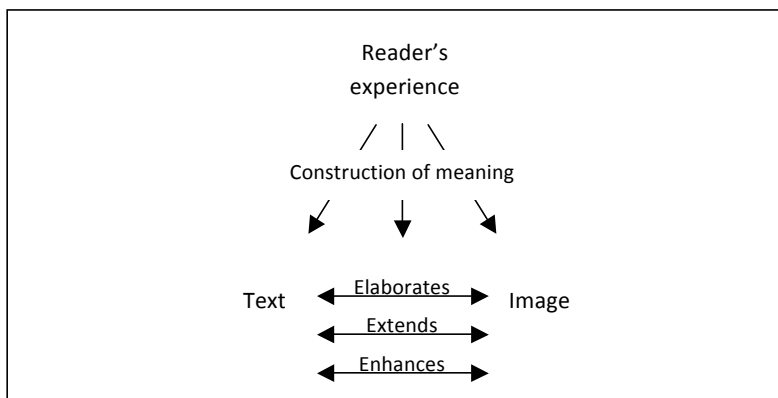 Reader’s
experience
Construction of meaning
Text
Elaborates
Image
Extends
Enhances